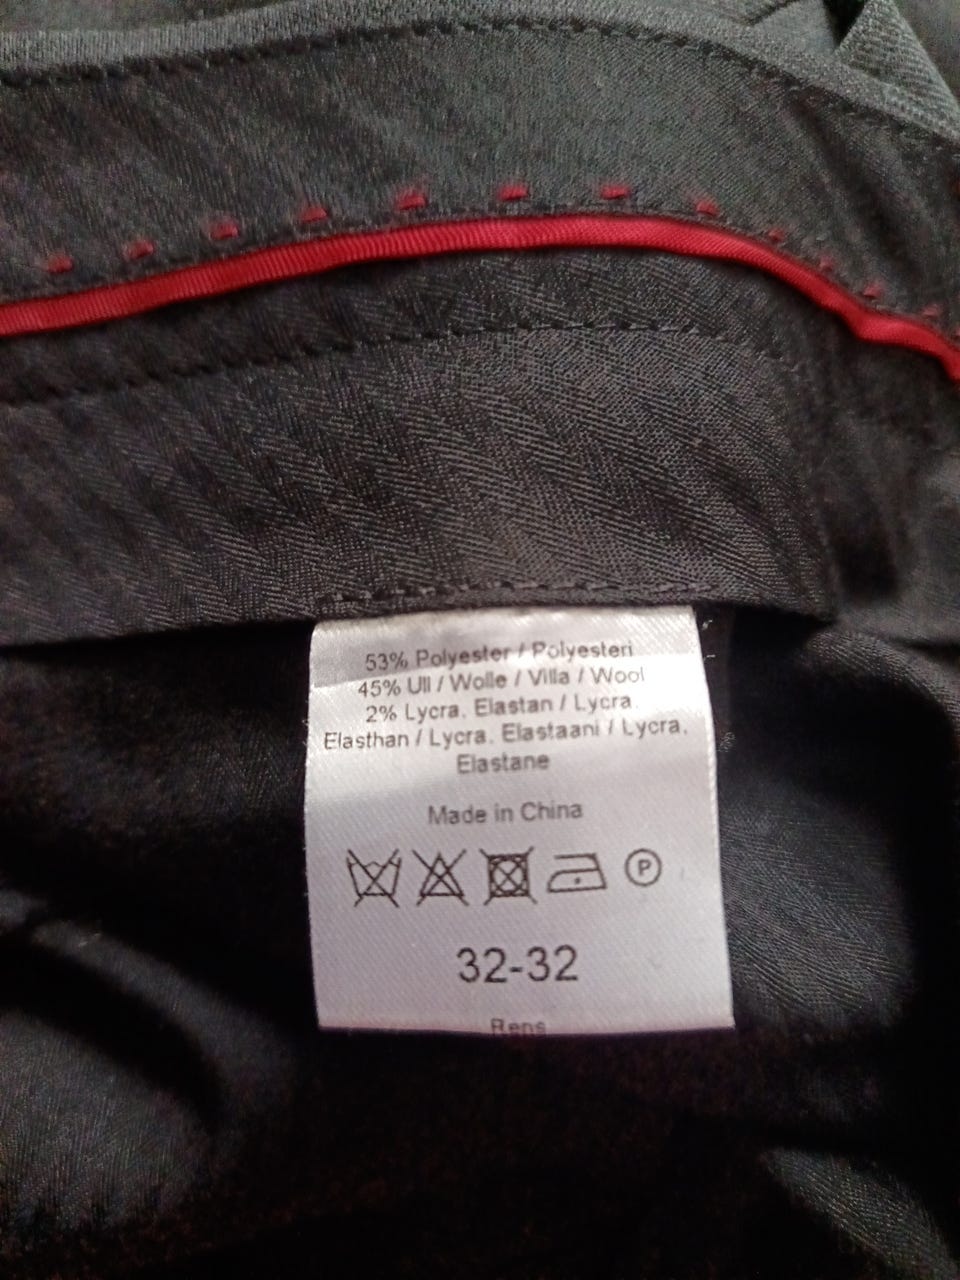 53% Polyester / Polyesteri
45% Ull / Wolle / Villa / Wool
2% Lycra, Elastan / Lycra,
Elasthan / Lycra, Elastaani / Lycra,
Elastane
Made in China
P
32-32
Rens